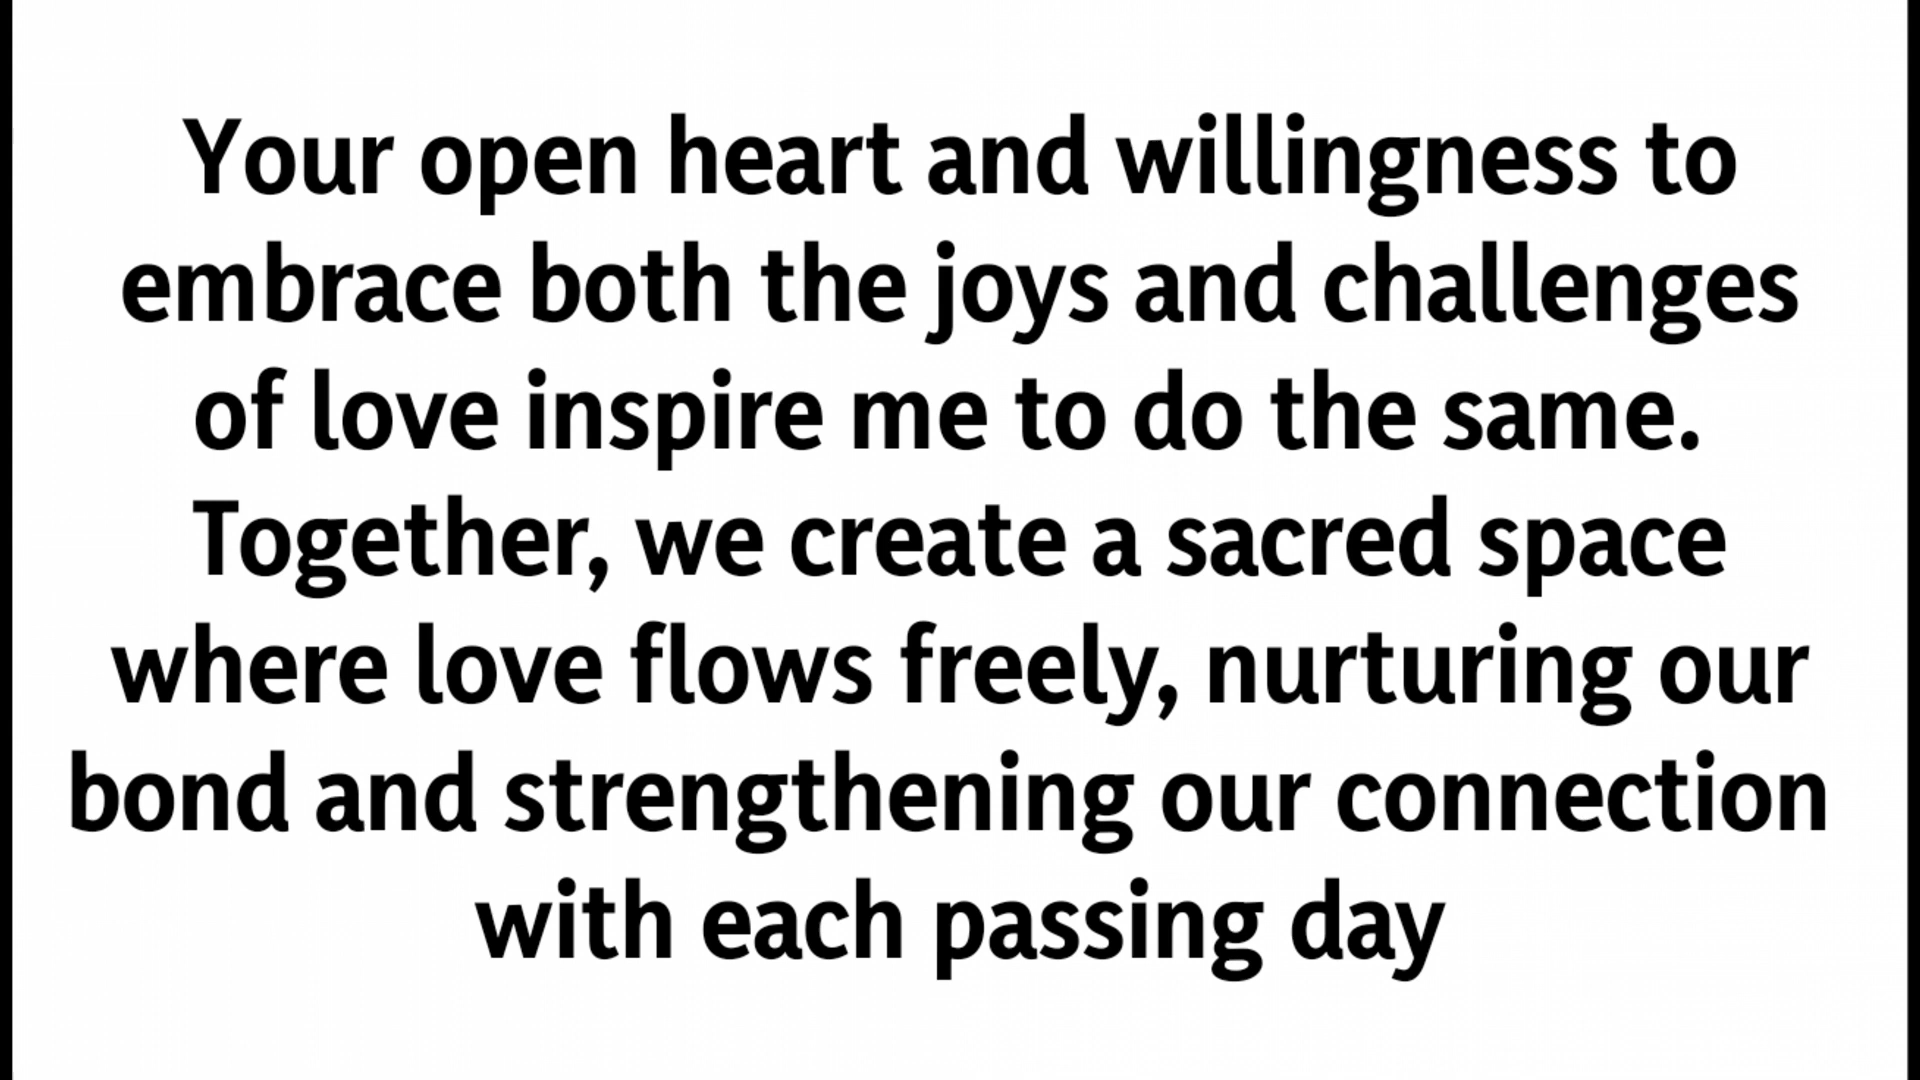 Your open heart and willingness to
embrace both the joys and challenges
of love inspire me to do the same.
Together, we create a sacred space
where love flows freely, nurturing our
bond and strengthening our connection
with each passing day